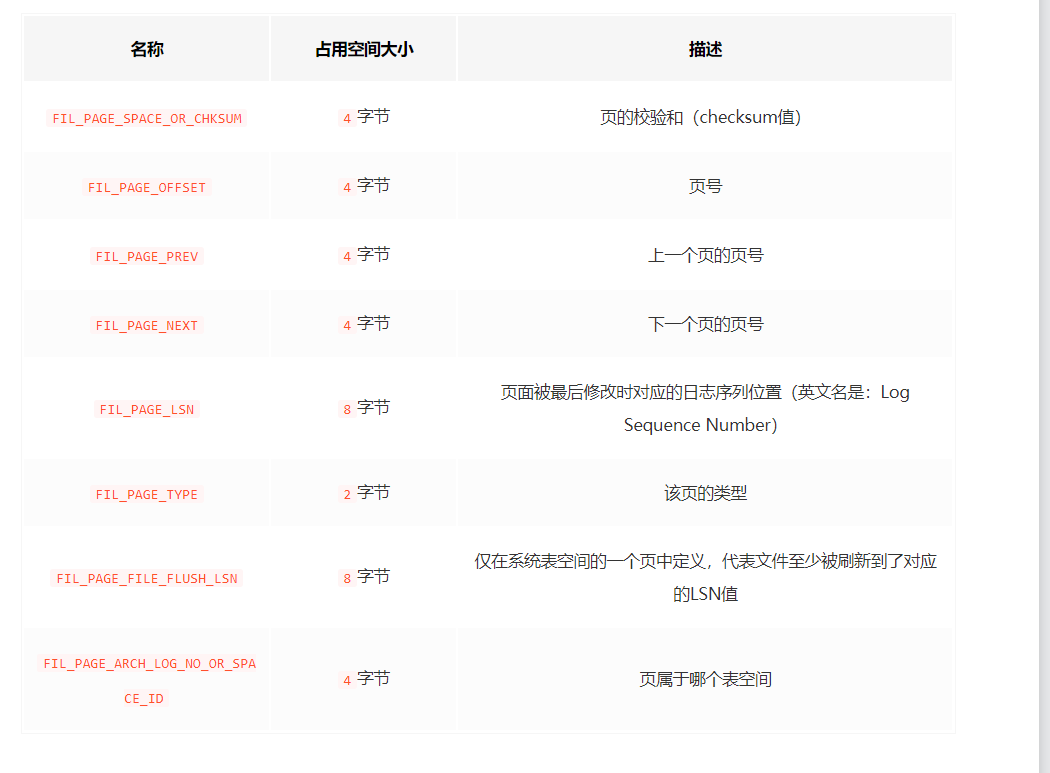 名称 占用空间大小 描述
FIL_PAGE_SPACE_OR_CHKSUM 4 字节 页的校验和（checksum值）
FIL_PAGE_OFFSET 4 字节 页号
FIL_PAGE_PREV 4 字节 上一个页的页号
FIL_PAGE_NEXT 4 字节 下一个页的页号
FIL_PAGE_LSN 8 字节 页面被最后修改时对应的日志序列位置（英文名是：Log
Sequence Number）
FIL_PAGE_TYPE 2 字节 该页的类型
FIL_PAGE_FILE_FLUSH_LSN 8 字节 仅在系统表空间的一个页中定义，代表文件至少被刷新到了对应
的LSN值
FIL_PAGE_ARCH_LOG_NO_OR_SPA
CE_ID 4 字节 页属于哪个表空间